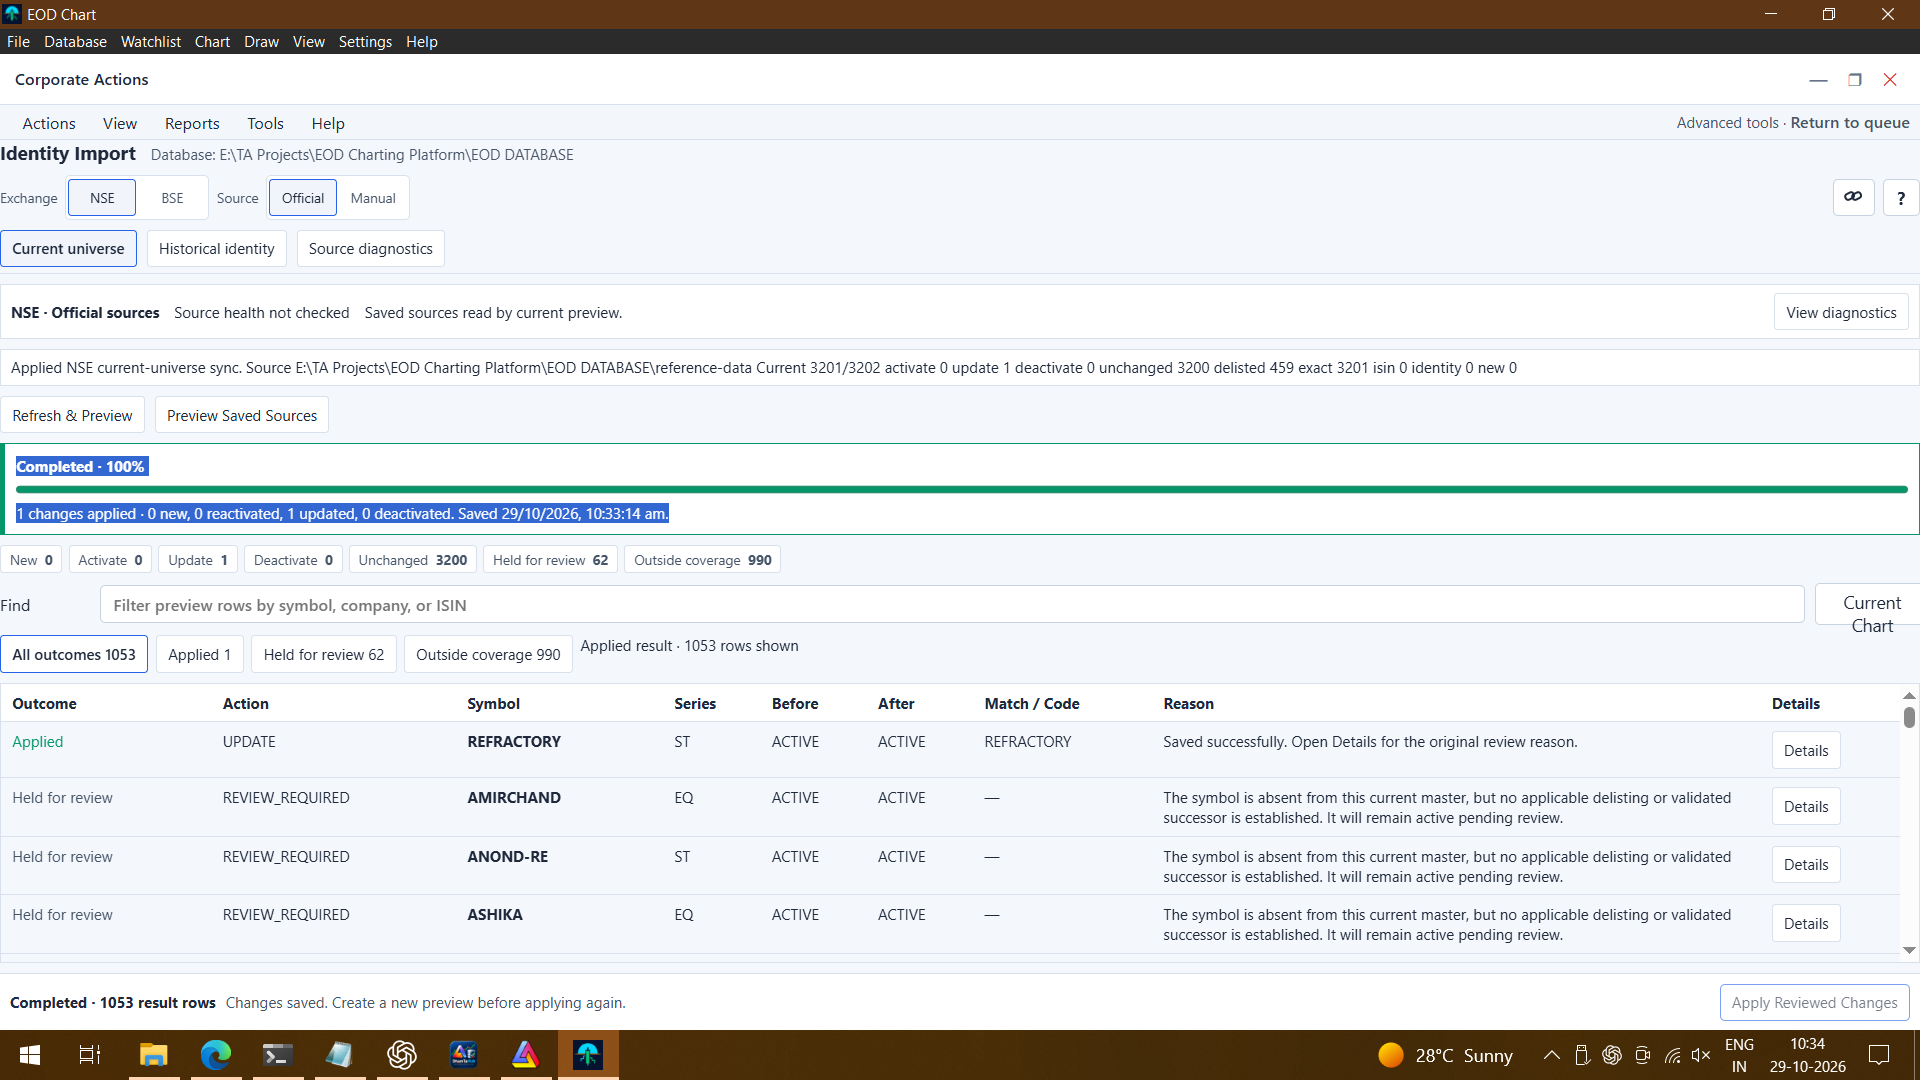 EOD Chart
File Database Watchlist Chart Draw View Settings Help
Corporate Actions
Actions View Reports Tools Help
Advanced tools · Return to queue
Identity Import Database: E:\TA Projects\EOD Charting Platform\EOD DATABASE
Exchange NSE BSE Source Official Manual ?
Current universe Historical identity Source diagnostics
NSE · Official sources Source health not checked Saved sources read by current preview. View diagnostics
Applied NSE current-universe sync. Source E:\TA Projects\EOD Charting Platform\EOD DATABASE\reference-data Current 3201/3202 activate 0 update 1 deactivate 0 unchanged 3200 delisted 459 exact 3201 isin 0 identity 0 new 0
Refresh & Preview Preview Saved Sources
Completed · 100%
1 changes applied · 0 new, 0 reactivated, 1 updated, 0 deactivated. Saved 29/10/2026, 10:33:14 am.
New 0 Activate 0 Update 1 Deactivate 0 Unchanged 3200 Held for review 62 Outside coverage 990
Find Filter preview rows by symbol, company, or ISIN Current Chart
All outcomes 1053 Applied 1 Held for review 62 Outside coverage 990 Applied result · 1053 rows shown
Outcome Action Symbol Series Before After Match / Code Reason Details
Applied UPDATE REFRACTORY ST ACTIVE ACTIVE REFRACTORY Saved successfully. Open Details for the original review reason. Details
Held for review REVIEW_REQUIRED AMIRCHAND EQ ACTIVE ACTIVE — The symbol is absent from this current master, but no applicable delisting or validated
successor is established. It will remain active pending review. Details
Held for review REVIEW_REQUIRED ANOND-RE ST ACTIVE ACTIVE — The symbol is absent from this current master, but no applicable delisting or validated
successor is established. It will remain active pending review. Details
Held for review REVIEW_REQUIRED ASHIKA EQ ACTIVE ACTIVE — The symbol is absent from this current master, but no applicable delisting or validated
successor is established. It will remain active pending review. Details
Completed · 1053 result rows Changes saved. Create a new preview before applying again. Apply Reviewed Changes
28°C Sunny
ENG
IN
10:34
29-10-2026